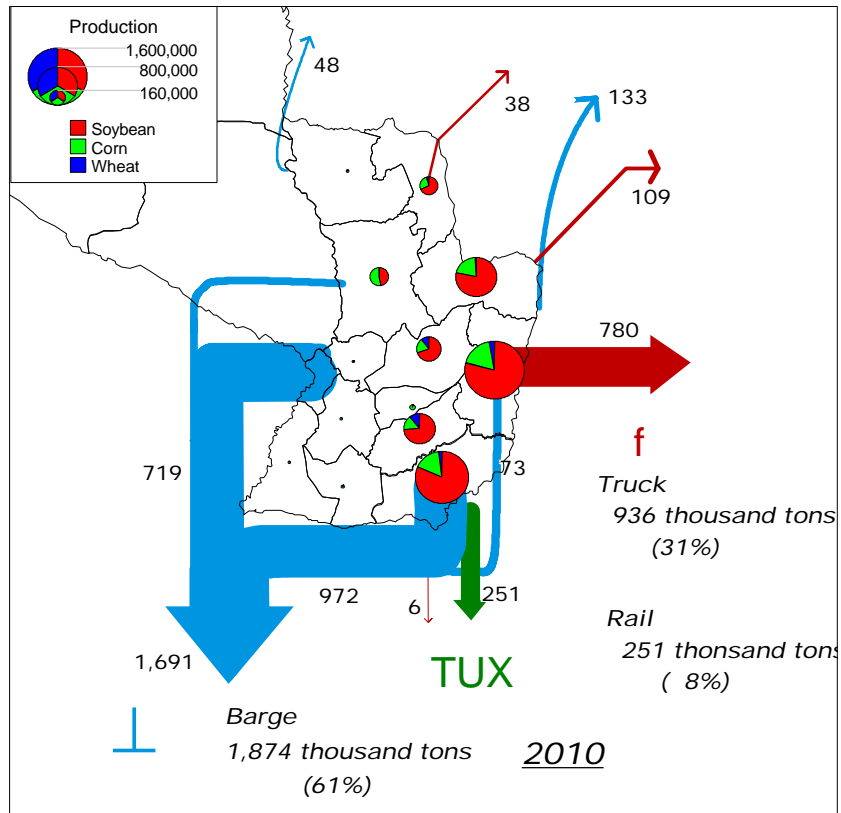 Production
1,600,000
800,000
160,000
Soybean
Corn
Wheat
48
38
133
109
780
f
719
73
Truck
936 thousand tons
(31%)
972
6
251
Rail
251 thonsand tons
( 8%)
1,691
TUX
Barge
1,874 thousand tons
(61%)
2010